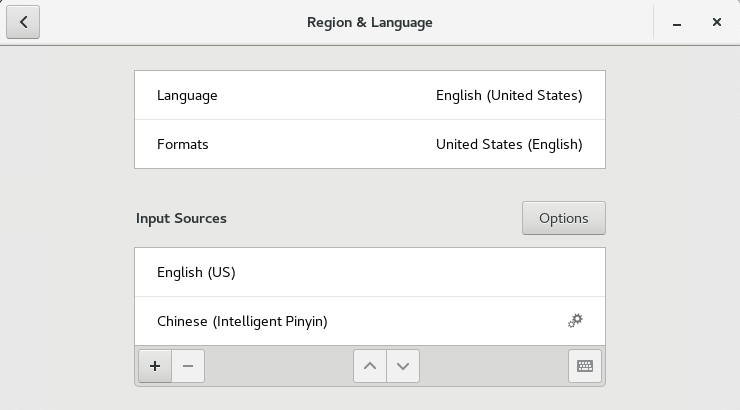 Region & Language
Language English (United States)
Formats United States (English)
Input Sources Options
English (US)
Chinese (Intelligent Pinyin)